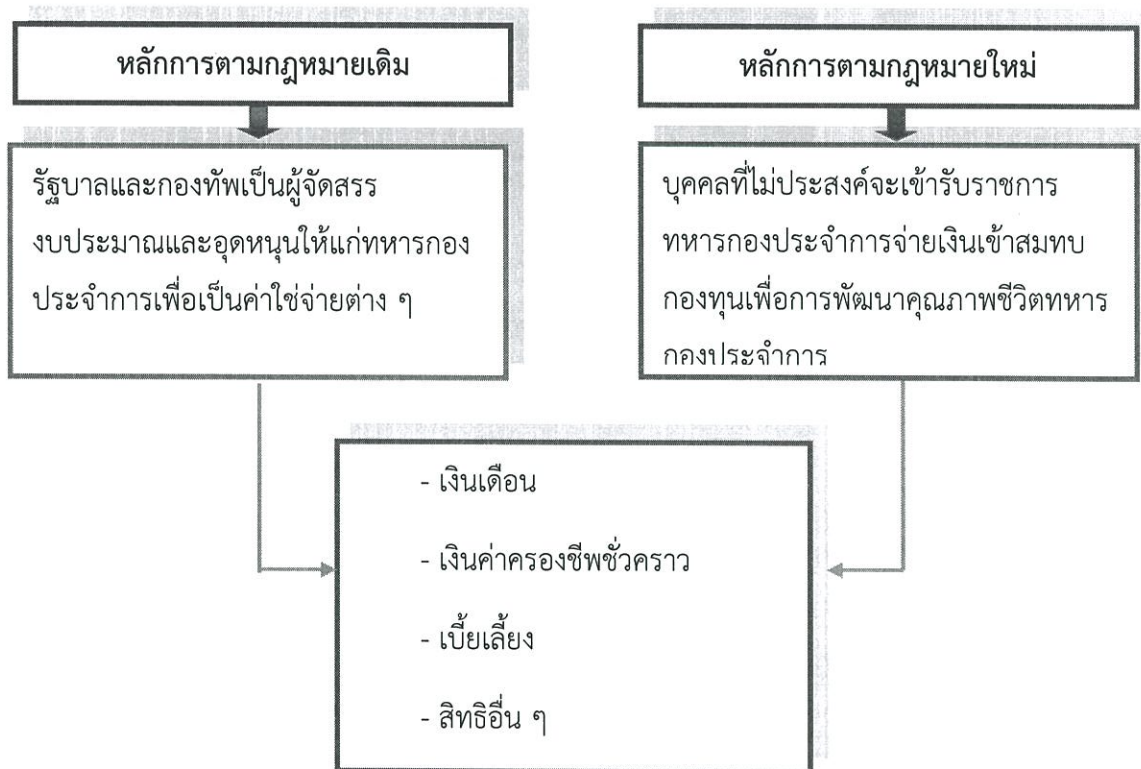 หลักการตามกฎหมายเดิม
รัฐบาลและกองทัพเป็นผู้จัดสรร
งบประมาณและอุดหนุนให้แก่ทหารกอง
ประจำการเพื่อเป็นค่าใช้จ่ายต่าง ๆ
หลักการตามกฎหมายใหม่
บุคคลที่ไม่ประสงค์จะเข้ารับราชการ
ทหารกองประจำการจ่ายเงินเข้าสมทบ
กองทุนเพื่อการพัฒนาคุณภาพชีวิตทหาร
กองประจำการ
- เงินเดือน
- เงินค่าครองชีพชั่วคราว
- เบี้ยเลี้ยง
- สิทธิอื่น ๆ